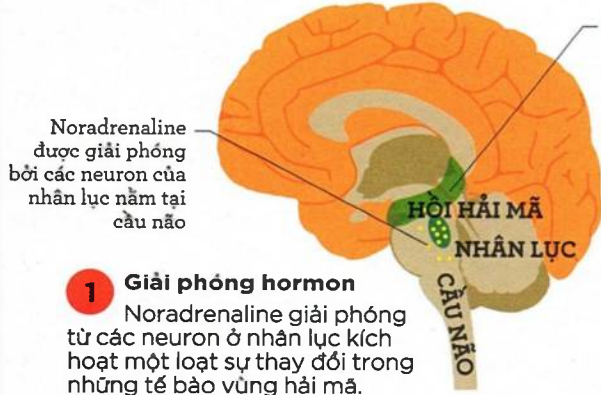 Noradrenaline
được giải phóng
bởi các neuron của
nhân lục nằm tại
cầu não
HỒI HẢI MÃ
NHÂN LỤC
CẦU NÃO
1 Giải phóng hormon
Noradrenaline giải phóng
từ các neuron ở nhân lục kích
hoạt một loạt sự thay đổi trong
những tế bào vùng hải mã.